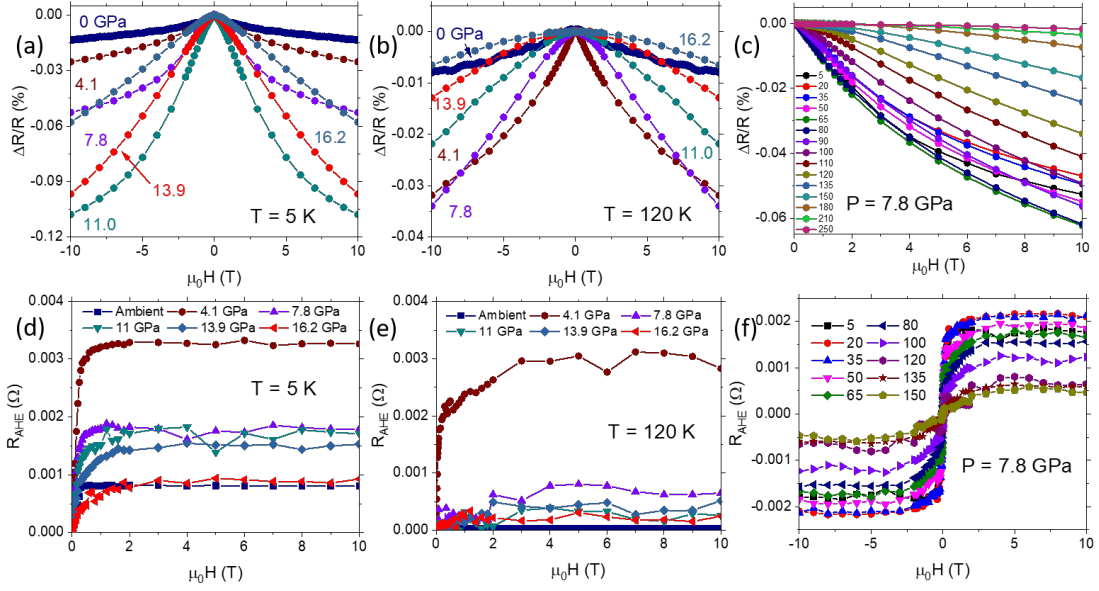 (a)
0 GPa
4.1
7.8
13.9
11.0
16.2
T = 5 K
0.00
-0.03
-0.06
-0.09
-0.12
ΔR/R (%)
-10 -5 0 5 10
μ0H (T)
(b)
0 GPa
16.2
13.9
11.0
4.1
7.8
T = 120 K
0.00
-0.01
-0.02
-0.03
-0.04
ΔR/R (%)
-10 -5 0 5 10
μ0H (T)
(c)
5
20
35
50
65
80
90
100
110
120
135
150
180
210
250
P = 7.8 GPa
0.00
-0.02
-0.04
-0.06
ΔR/R (%)
0 2 4 6 8 10
μ0H (T)
(d)
Ambient 4.1 GPa 7.8 GPa
11 GPa 13.9 GPa 16.2 GPa
T = 5 K
0.004
0.003
0.002
0.001
0.000
RAHE (Ω)
0 2 4 6 8 10
μ0H (T)
(e)
Ambient 4.1 GPa 7.8 GPa
11 GPa 13.9 GPa 16.2 GPa
T = 120 K
0.004
0.003
0.002
0.001
0.000
RAHE (Ω)
0 2 4 6 8 10
μ0H (T)
(f)
5 80
20 100
35 120
50 135
65 150
P = 7.8 GPa
0.002
0.001
0.000
-0.001
-0.002
RAHE (Ω)
-10 -5 0 5 10
μ0H (T)